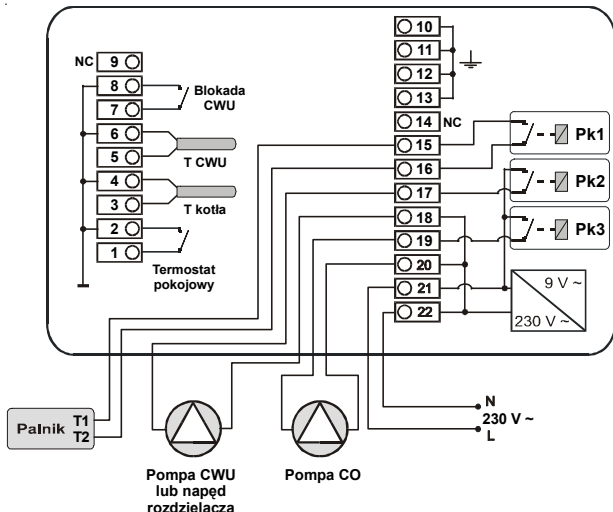 NC 9
8
7
Blokada
CWU
6
5
T CWU
4
3
T kotła
2
1
Termostat
pokojowy
10
11
12
13
14 NC
15
16
17
18
19
20
21
22
Pk1
Pk2
Pk3
9 V ~
230 V ~
Palnik T1
T2
N
230 V ~
L
Pompa CWU
lub napęd
rozdzielacza
Pompa CO